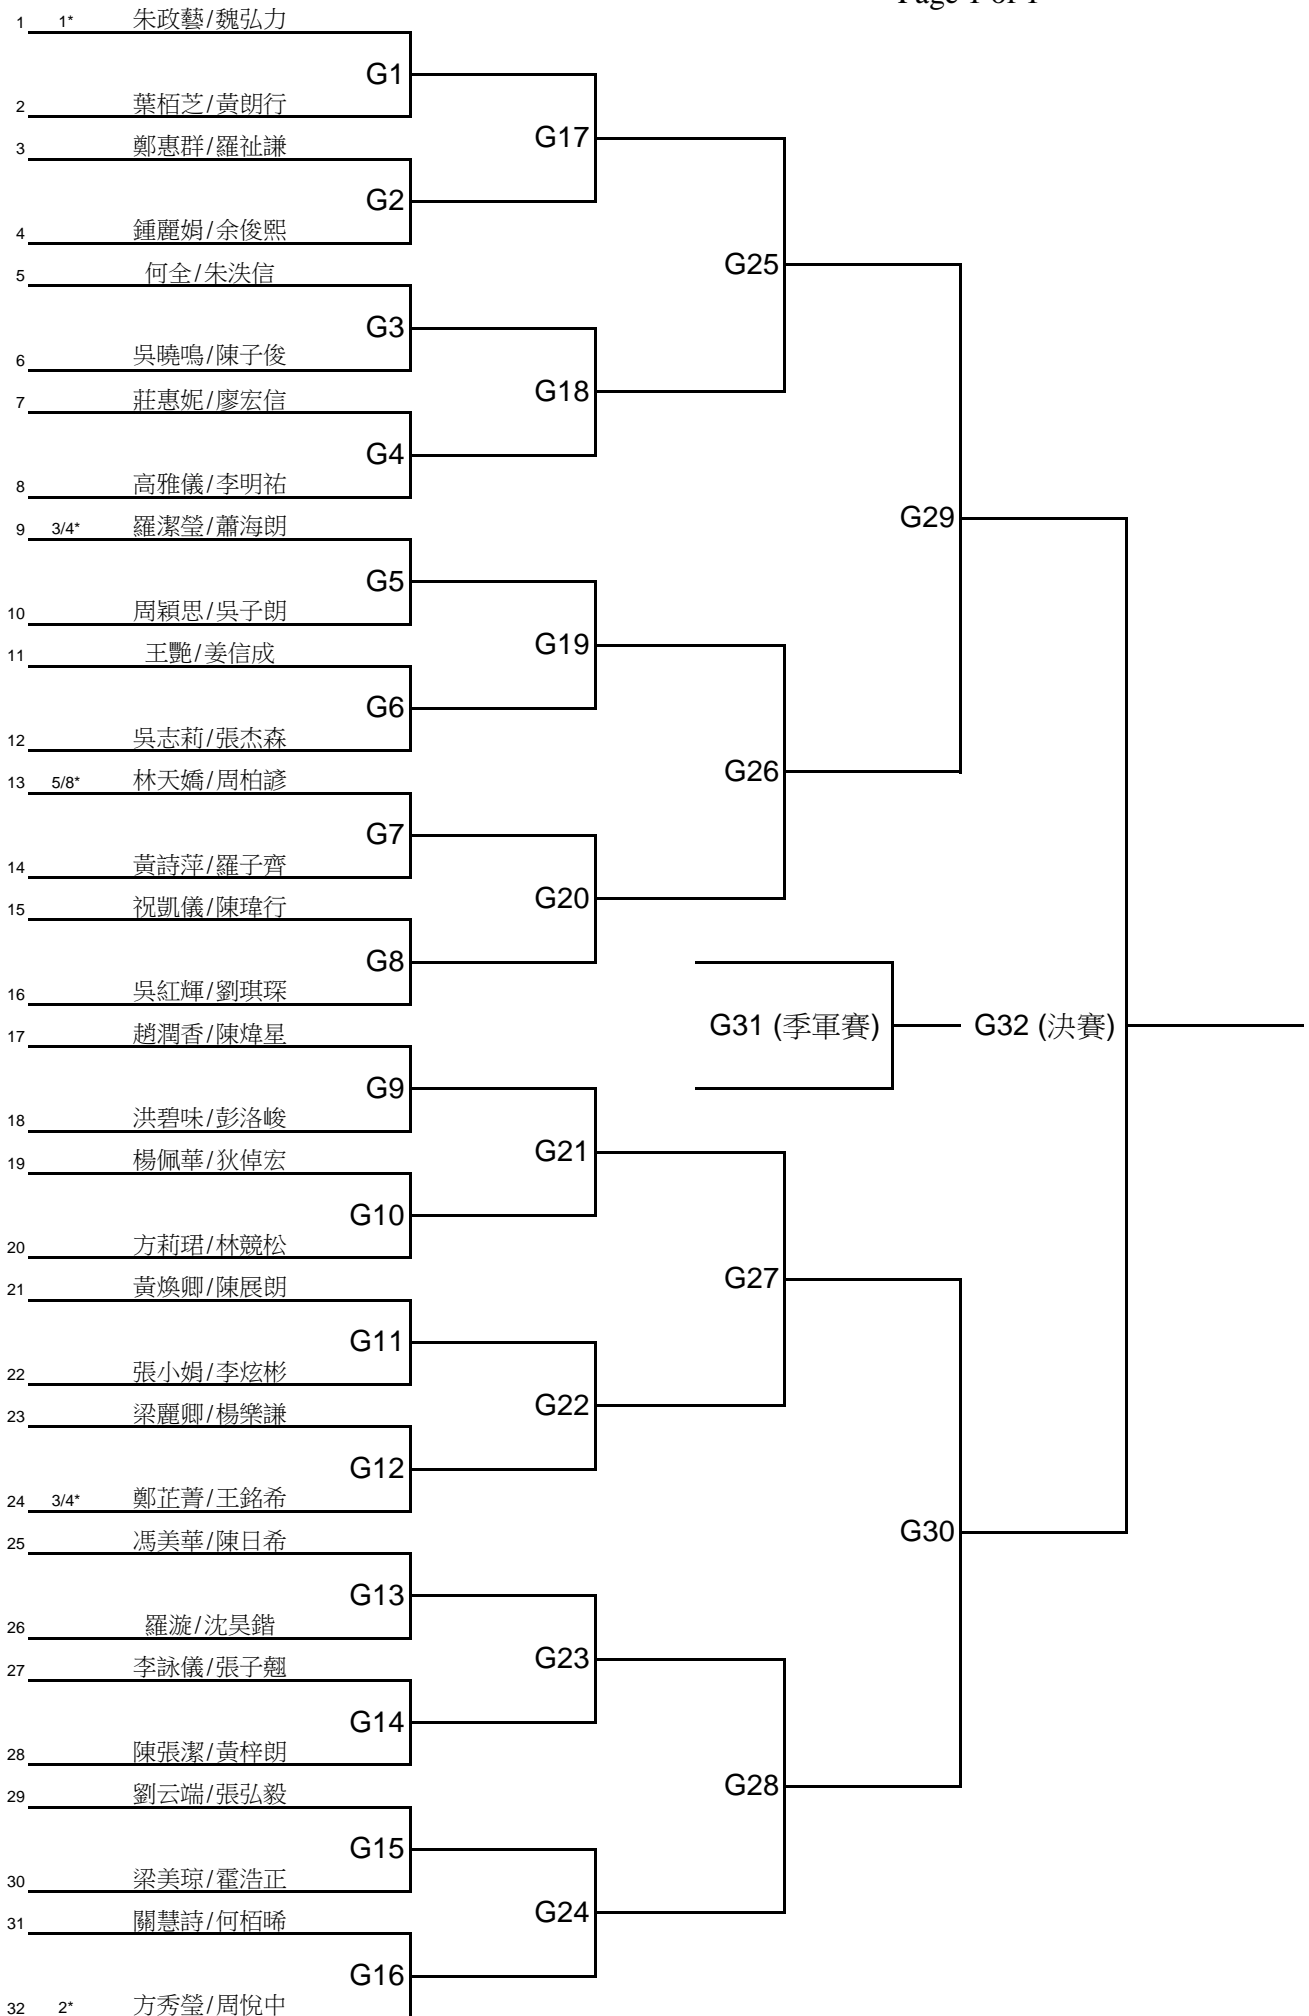 Page 1 of 1
1 1* 朱政藝/魏弘力
G1
2 葉栢芝/黃朗行
G17
3 鄭惠群/羅祉謙
G2
4 鍾麗娟/余俊熙
G25
5 何全/朱泆信
G3
6 吳曉鳴/陳子俊
G18
7 莊惠妮/廖宏信
G4
8 高雅儀/李明祐
G29
9 3/4* 羅潔瑩/蕭海朗
G5
10 周穎思/吳子朗
G19
11 王艷/姜信成
G6
12 吳志莉/張杰森
G26
13 5/8* 林天嬌/周柏諺
G7
14 黃詩萍/羅子齊
G20
15 祝凱儀/陳瑋行
G8
16 吳紅輝/劉琪琛
G31 (季軍賽) G32 (決賽)
17 趙潤香/陳煒星
G9
18 洪碧味/彭洛峻
G21
19 楊佩華/狄倬宏
G10
20 方莉珺/林競松
G27
21 黃煥卿/陳展朗
G11
22 張小娟/李炫彬
G22
23 梁麗卿/楊樂謙
G12
24 3/4* 鄭芷菁/王銘希
G30
25 馮美華/陳日希
G13
26 羅漩/沈昊鍇
G23
27 李詠儀/張子翹
G14
28 陳張潔/黃梓朗
G28
29 劉云端/張弘毅
G15
30 梁美琼/霍浩正
G24
31 關慧詩/何栢晞
G16
32 2* 方秀瑩/周悅中